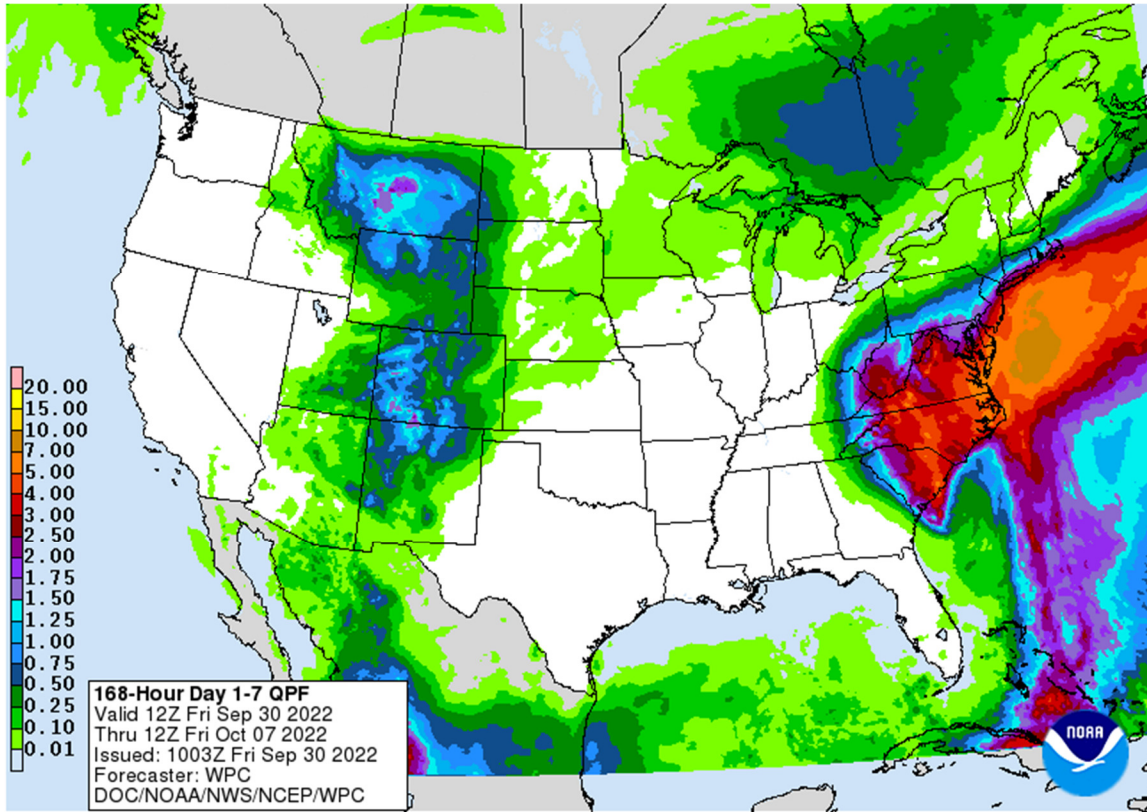 20.00
15.00
10.00
7.00
5.00
4.00
3.00
2.50
2.00
1.75
1.50
1.25
1.00
0.75
0.50
0.25
0.10
0.01
168-Hour Day 1-7 QPF
Valid 12Z Fri Sep 30 2022
Thru 12Z Fri Oct 07 2022
Issued: 1003Z Fri Sep 30 2022
Forecaster: WPC
DOC/NOAA/NWS/NCEP/WPC
NOAA